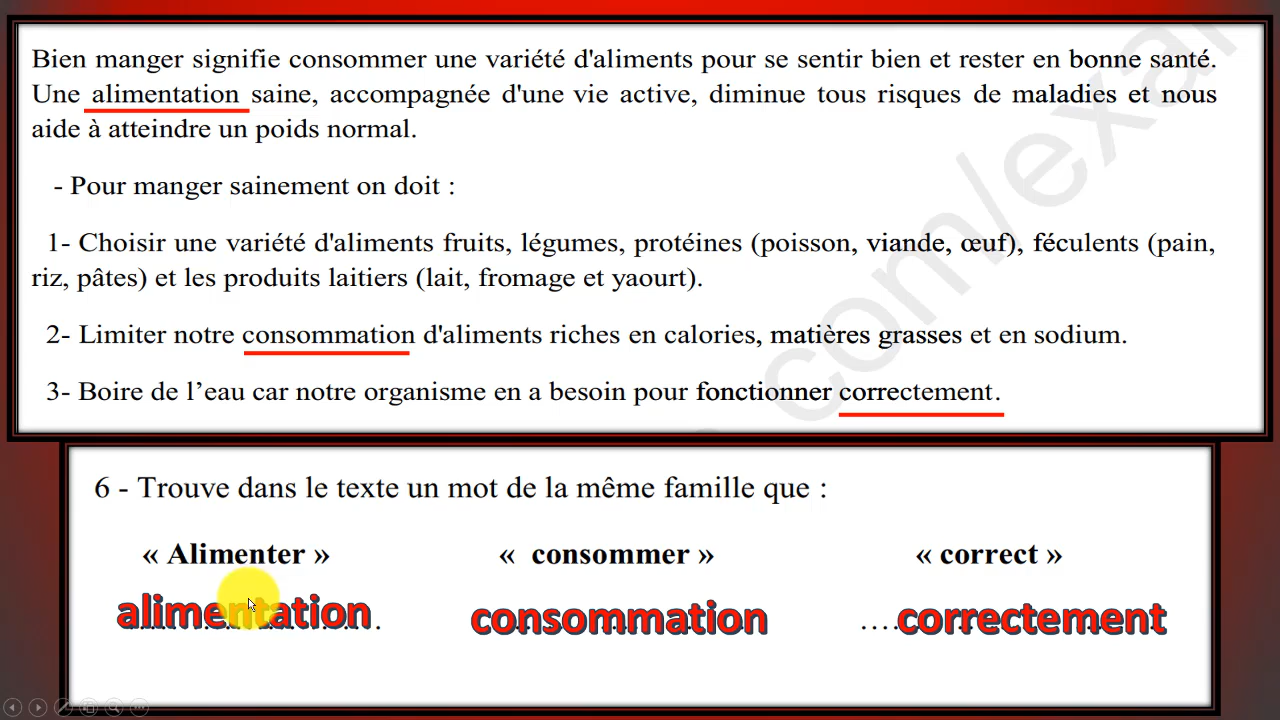 Bien manger signifie consommer une variété d'aliments pour se sentir bien et rester en bonne santé.
Une alimentation saine, accompagnée d'une vie active, diminue tous risques de maladies et nous
aide à atteindre un poids normal.
- Pour manger sainement on doit :
1- Choisir une variété d'aliments fruits, légumes, protéines (poisson, viande, œuf), féculents (pain,
riz, pâtes) et les produits laitiers (lait, fromage et yaourt).
2- Limiter notre consommation d'aliments riches en calories, matières grasses et en sodium.
3- Boire de l’eau car notre organisme en a besoin pour fonctionner correctement.
com/exa
6 - Trouve dans le texte un mot de la même famille que :
« Alimenter » « consommer » « correct »
alimentation consommation correctement